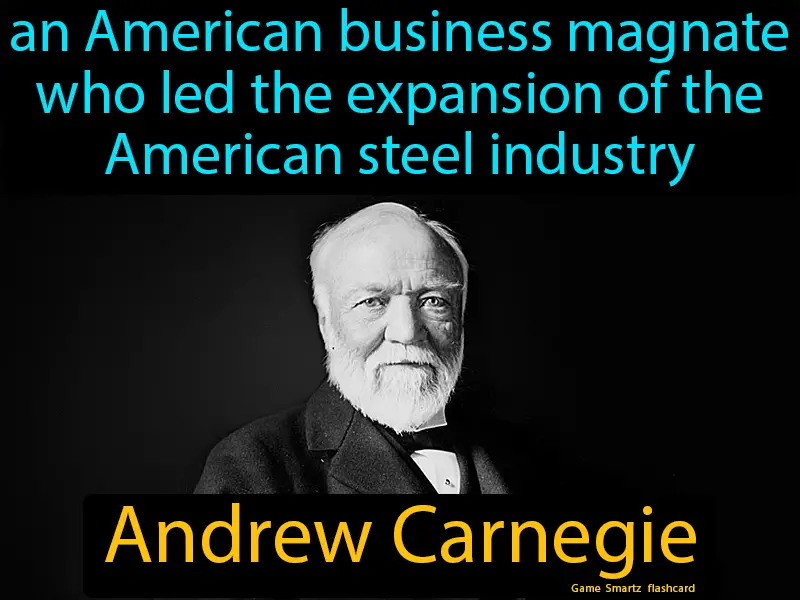 an American business magnate
who led the expansion of the
American steel industry
Andrew Carnegie
Game Smartz flashcard